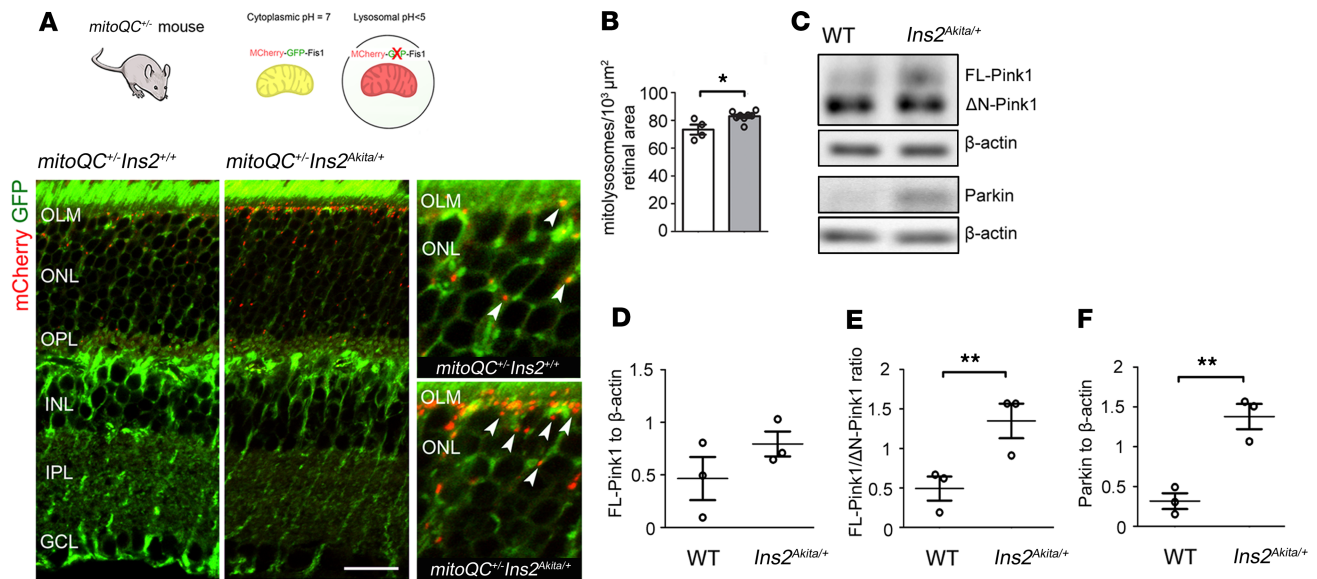 A
mitoQC+/- mouse
Cytoplasmic pH = 7
Lysosomal pH<5
MCherry-GFP-Fis1
MCherry-GFP-Fis1
mitoQC+/-Ins2+/+
mitoQC+/-Ins2Akita/+
mCherry GFP
OLM
ONL
OPL
INL
IPL
GCL
OLM
ONL
mitoQC+/-Ins2+/+
OLM
ONL
mitoQC+/-Ins2Akita/+
B
mitolysosomes/10³ µm²
retinal area
100
80
60
40
20
0
*
C
WT
Ins2Akita/+
FL-Pink1
ΔN-Pink1
β-actin
Parkin
β-actin
D
FL-Pink1 to β-actin
1.5
1
0.5
0
WT
Ins2Akita/+
E
FL-Pink1/ΔN-Pink1 ratio
2
1.5
1
0.5
0
**
WT
Ins2Akita/+
F
Parkin to β-actin
2
1.5
1
0.5
0
**
WT
Ins2Akita/+